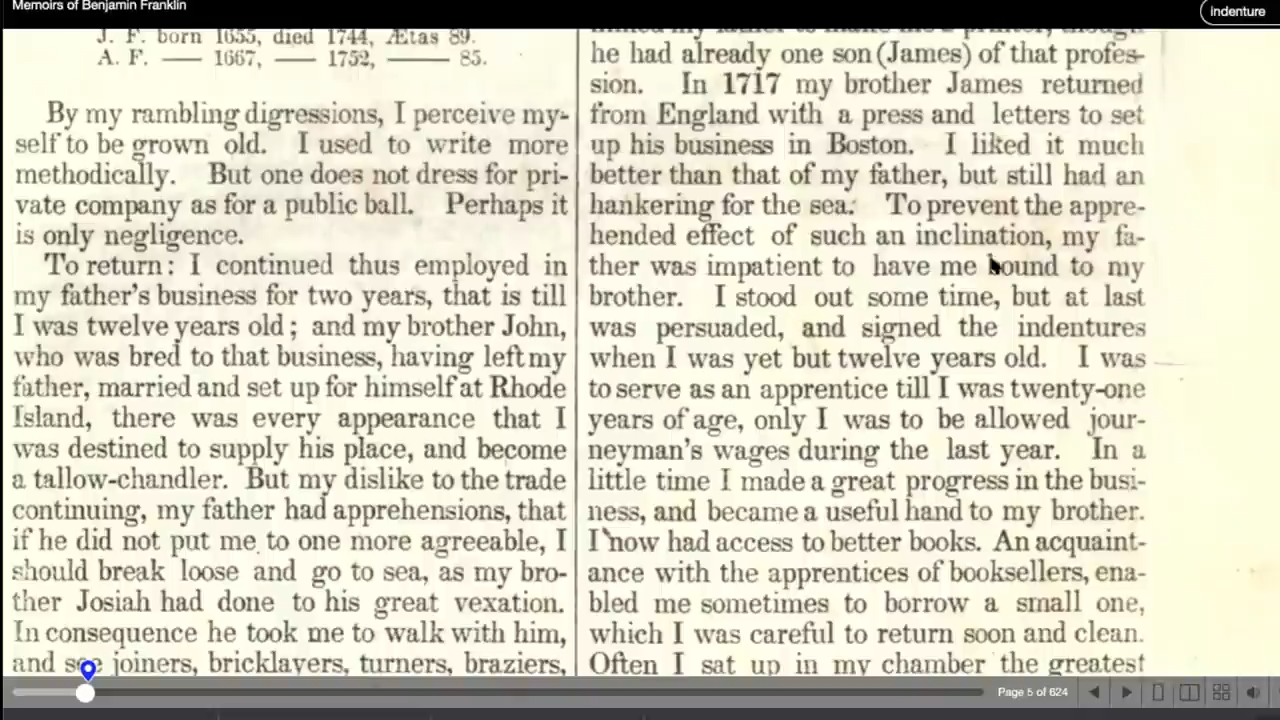 Memoirs of Benjamin Franklin
indenture
J. F. born 1655, died 1744, Ætas 89.
A. F. — 1667, — 1752, —— 85.
By my rambling digressions, I perceive my-
self to be grown old. I used to write more
methodically. But one does not dress for pri-
vate company as for a public ball. Perhaps it
is only negligence.
To return: I continued thus employed in
my father's business for two years, that is till
I was twelve years old; and my brother John,
who was bred to that business, having left my
father, married and set up for himself at Rhode
Island, there was every appearance that I
was destined to supply his place, and become
a tallow-chandler. But my dislike to the trade
continuing, my father had apprehensions, that
if he did not put me to one more agreeable, I
should break loose and go to sea, as my bro-
ther Josiah had done to his great vexation.
In consequence he took me to walk with him,
and see joiners, bricklayers, turners, braziers,
my father to make me a printer, though
he had already one son (James) of that profes-
sion. In 1717 my brother James returned
from England with a press and letters to set
up his business in Boston. I liked it much
better than that of my father, but still had an
hankering for the sea. To prevent the appre-
hended effect of such an inclination, my fa-
ther was impatient to have me bound to my
brother. I stood out some time, but at last
was persuaded, and signed the indentures
when I was yet but twelve years old. I was
to serve as an apprentice till I was twenty-one
years of age, only I was to be allowed jour-
neyman's wages during the last year. In a
little time I made a great progress in the busi-
ness, and became a useful hand to my brother.
I now had access to better books. An acquaint-
ance with the apprentices of booksellers, ena-
bled me sometimes to borrow a small one,
which I was careful to return soon and clean.
Often I sat up in my chamber the greatest
Page 5 of 624